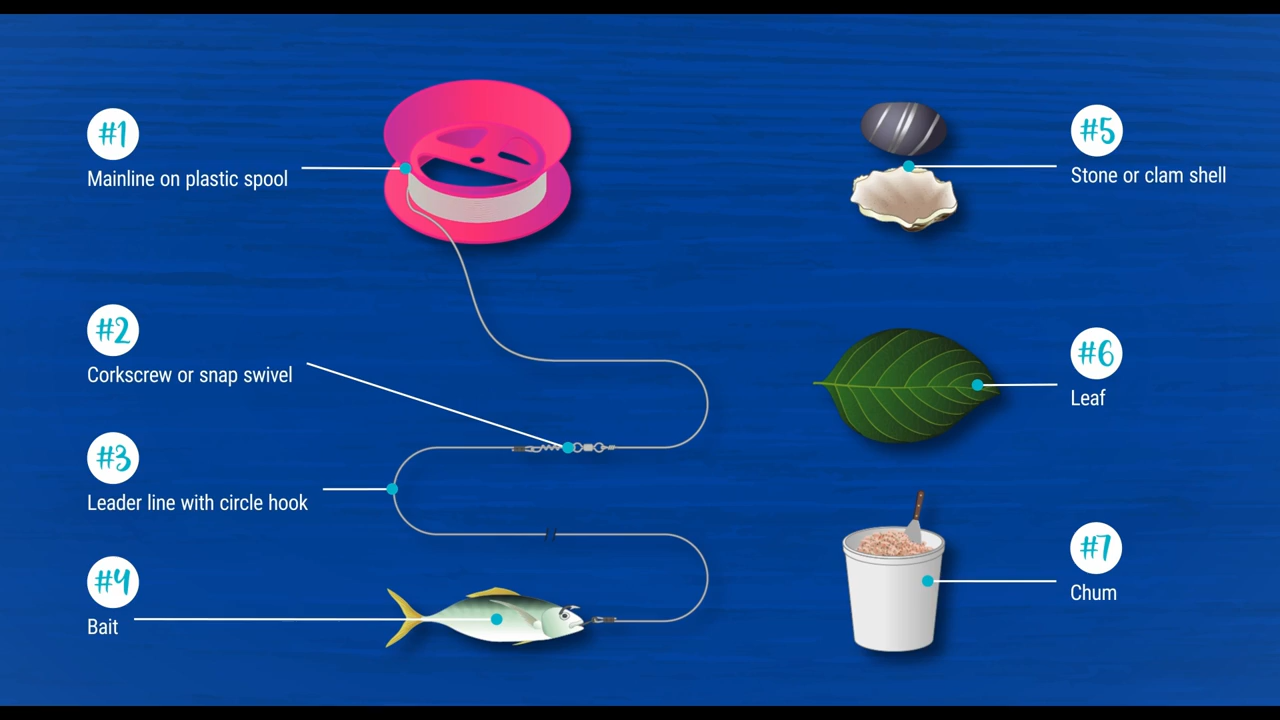 #1
Mainline on plastic spool
#2
Corkscrew or snap swivel
#3
Leader line with circle hook
#4
Bait
#5
Stone or clam shell
#6
Leaf
#7
Chum